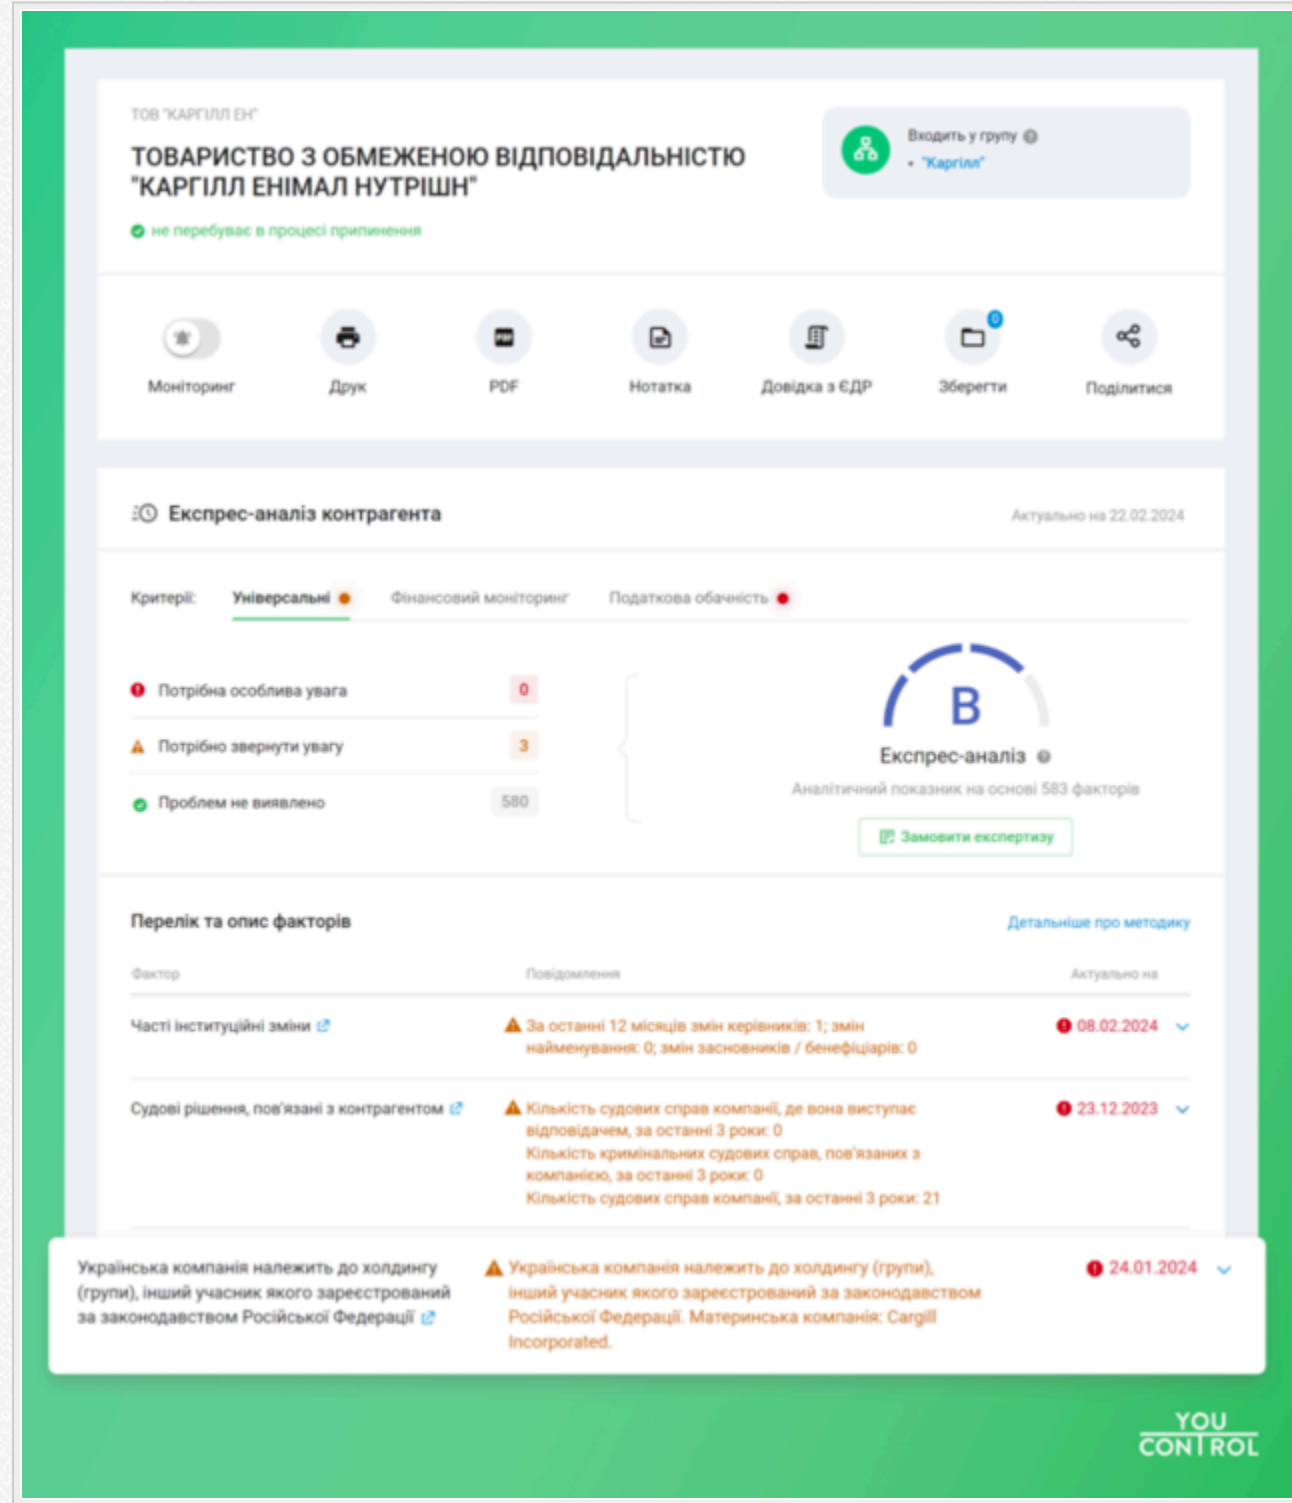 ТОВ "КАРГІЛЛ ЕН"
ТОВАРИСТВО З ОБМЕЖЕНОЮ ВІДПОВІДАЛЬНІСТЮ
"КАРГІЛЛ ЕНІМАЛ НУТРІШН"
не перебуває в процесі припинення
Входить у групу
• "Каргілл"
0
Моніторинг
Друк
PDF
PDF
Нотатка
Довідка з ЄДР
Зберегти
Поділитися
Експрес-аналіз контрагента
Актуально на 22.02.2024
Критерії:
Універсальні
Фінансовий моніторинг
Податкова обачність
Потрібна особлива увага 0
Потрібно звернути увагу 3
Проблем не виявлено 580
B
Експрес-аналіз
Аналітичний показник на основі 583 факторів
Замовити експертизу
Перелік та опис факторів
Детальніше про методику
Фактор
Повідомлення
Актуально на
Часті інституційні зміни
За останні 12 місяців змін керівників: 1; змін
найменування: 0; змін засновників / бенефіціарів: 0
08.02.2024
Судові рішення, пов'язані з контрагентом
Кількість судових справ компанії, де вона виступає
відповідачем, за останні 3 роки: 0
Кількість кримінальних судових справ, пов'язаних з
компанією, за останні 3 роки: 0
Кількість судових справ компанії, за останні 3 роки: 21
23.12.2023
Українська компанія належить до холдингу
(групи), інший учасник якого зареєстрований
за законодавством Російської Федерації
Українська компанія належить до холдингу (групи),
інший учасник якого зареєстрований за законодавством
Російської Федерації. Материнська компанія: Cargill
Incorporated.
24.01.2024
YOU
CONTROL